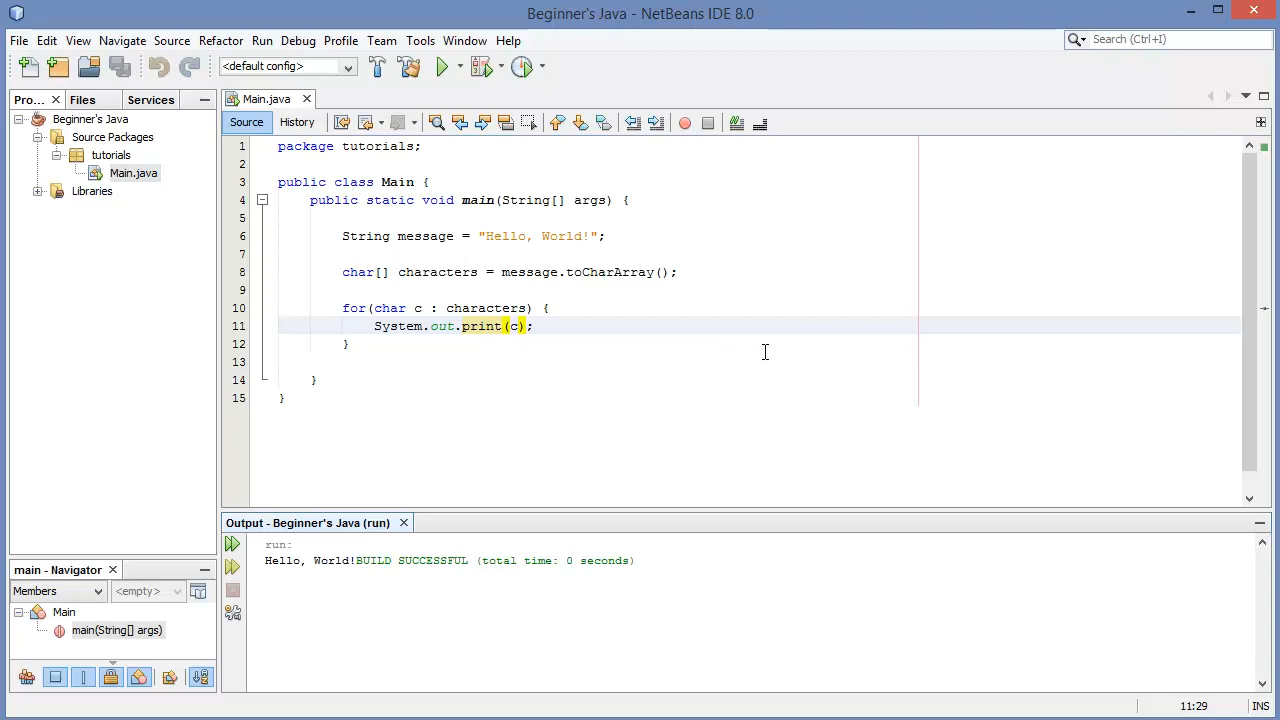 Beginner's Java - NetBeans IDE 8.0
File Edit View Navigate Source Refactor Run Debug Profile Team Tools Window Help
Search (Ctrl+I)
<default config>
Pro... Files Services
Main.java
Beginner's Java
Source Packages
tutorials
Main.java
Libraries
Source History
1 package tutorials;
2
3 public class Main {
4 public static void main(String[] args) {
5
6 String message = "Hello, World!";
7
8 char[] characters = message.toCharArray();
9
10 for(char c : characters) {
11 System.out.print(c);
12 }
13
14 }
15 }
Output - Beginner's Java (run)
run:
Hello, World!BUILD SUCCESSFUL (total time: 0 seconds)
main - Navigator
Members <empty>
Main
main(String[] args)
11:29 INS